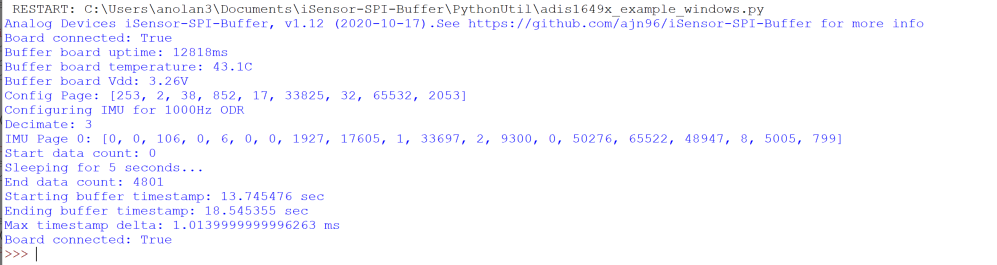 RESTART: C:\Users\anolan3\Documents\iSensor-SPI-Buffer\PythonUtil\adis1649x_example_windows.py
Analog Devices iSensor-SPI-Buffer, v1.12 (2020-10-17).See https://github.com/ajn96/iSensor-SPI-Buffer for more info
Board connected: True
Buffer board uptime: 12818ms
Buffer board temperature: 43.1C
Buffer board Vdd: 3.26V
Config Page: [253, 2, 38, 852, 17, 33825, 32, 65532, 2053]
Configuring IMU for 1000Hz ODR
Decimate: 3
IMU Page 0: [0, 0, 106, 0, 6, 0, 0, 1927, 17605, 1, 33697, 2, 9300, 0, 50276, 65522, 48947, 8, 5005, 799]
Start data count: 0
Sleeping for 5 seconds...
End data count: 4801
Starting buffer timestamp: 13.745476 sec
Ending buffer timestamp: 18.545355 sec
Max timestamp delta: 1.0139999999996263 ms
Board connected: True
>>>